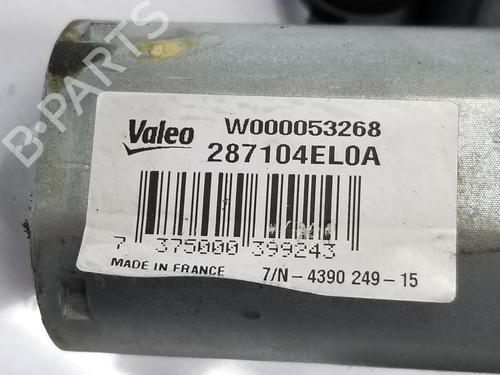 Valeo
W000053268
287104EL0A
7 375000 399243
MADE IN FRANCE
7/N-4390 249-15
B-PARTS